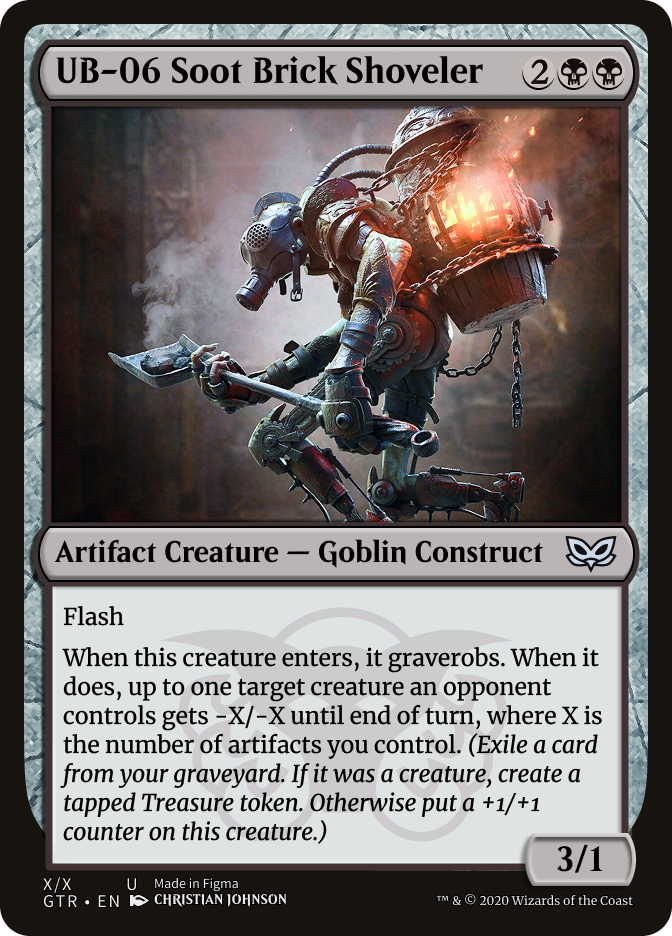 UB-06 Soot Brick Shoveler 2
Artifact Creature — Goblin Construct
Flash
When this creature enters, it graverobs. When it
does, up to one target creature an opponent
controls gets -X/-X until end of turn, where X is
the number of artifacts you control. (Exile a card
from your graveyard. If it was a creature, create a
tapped Treasure token. Otherwise put a +1/+1
counter on this creature.)
3/1
X/X U Made in Figma
GTR • EN CHRISTIAN JOHNSON ™ & © 2020 Wizards of the Coast